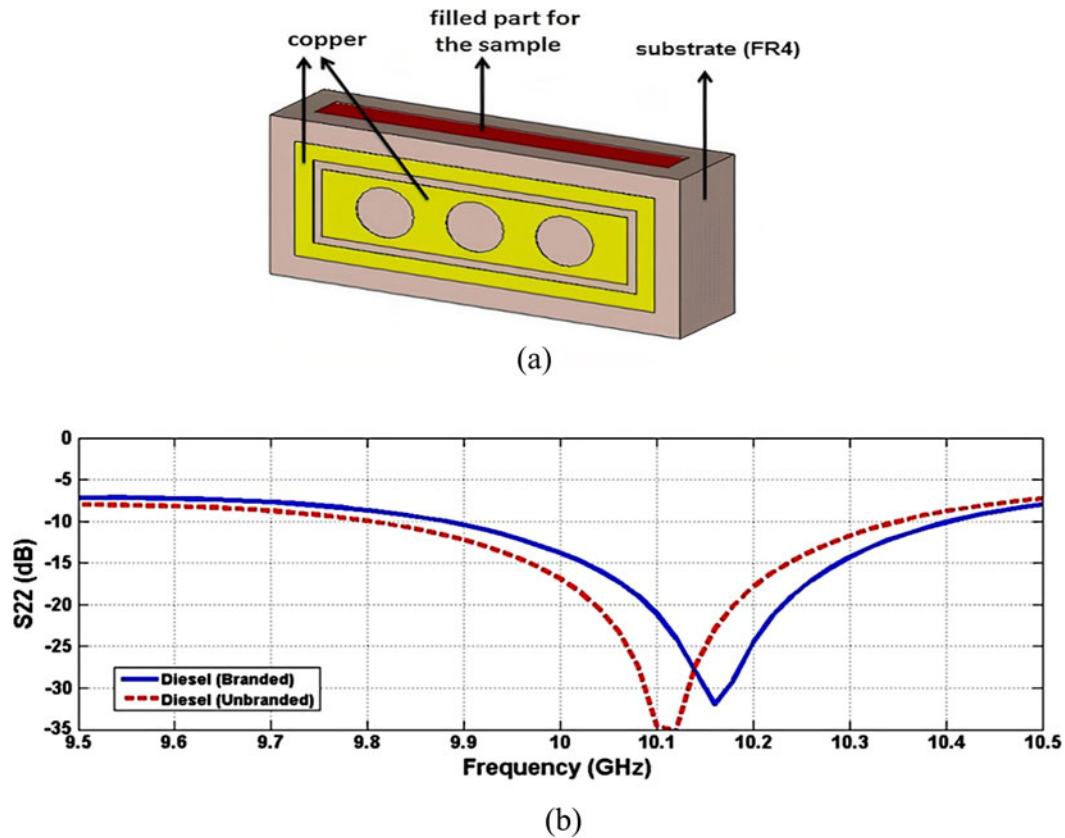 filled part for
the sample
copper
substrate (FR4)
(a)
0
-5
-10
-15
-20
-25
-30
-35
S22 (dB)
Diesel (Branded)
Diesel (Unbranded)
9.5 9.6 9.7 9.8 9.9 10 10.1 10.2 10.3 10.4 10.5
Frequency (GHz)
(b)